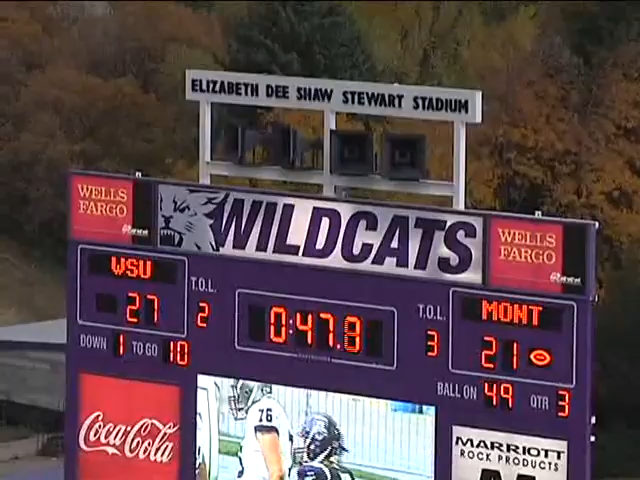 ELIZABETH DEE SHAW STEWART STADIUM
WELLS FARGO
WILDCATS
WELLS FARGO
WSU
27
T.O.L.
2
0:47.8
T.O.L.
3
MONT
21
DOWN 1 TO GO 10
BALL ON 49 QTR 3
Coca-Cola
76
MARRIOTT
ROCK PRODUCTS